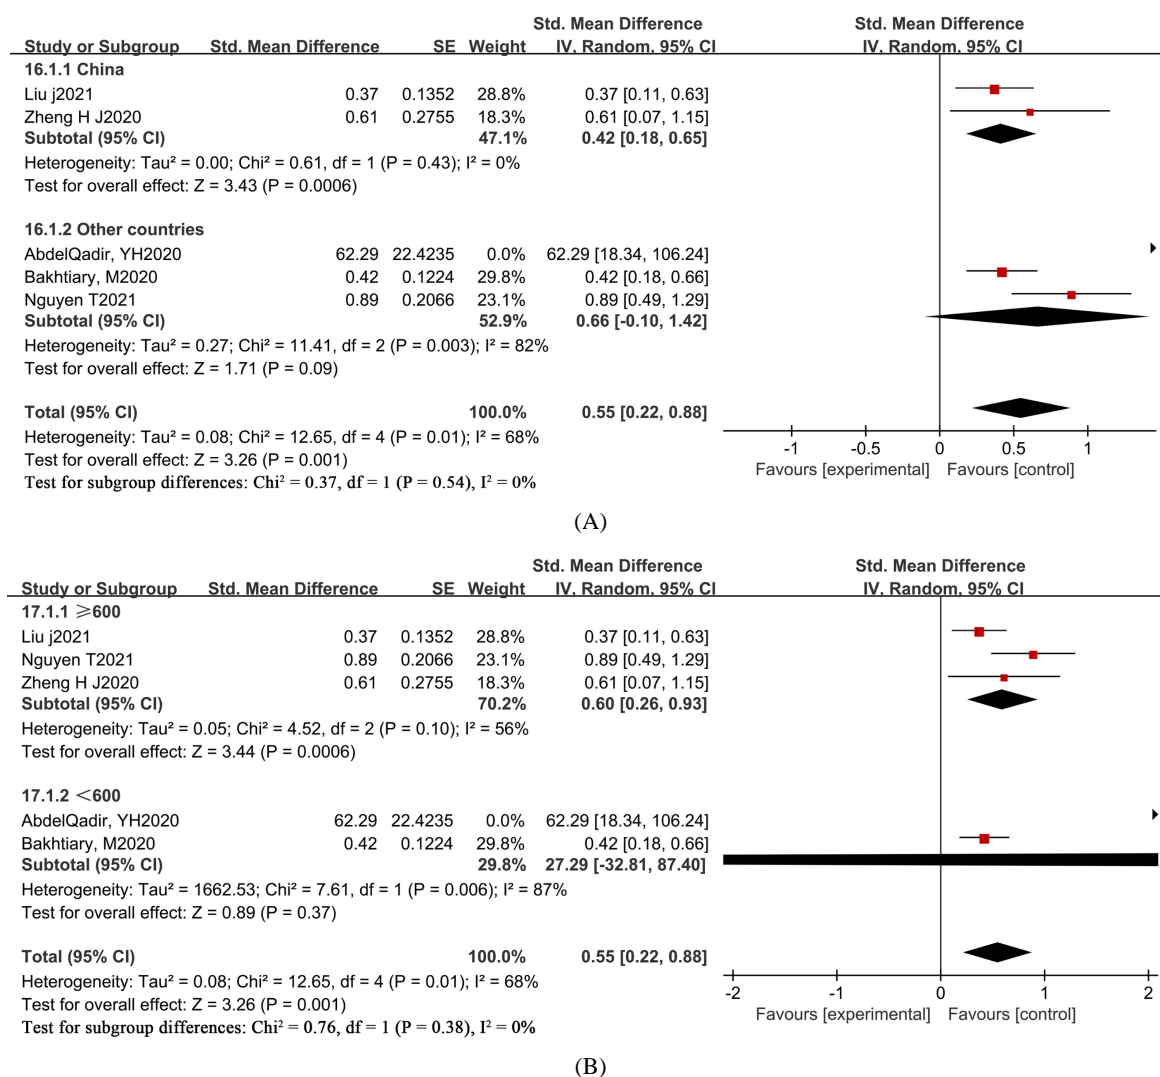 Std. Mean Difference Std. Mean Difference
Study or Subgroup Std. Mean Difference SE Weight IV, Random, 95% CI IV, Random, 95% CI
16.1.1 China
Liu j2021 0.37 0.1352 28.8% 0.37 [0.11, 0.63]
Zheng H J2020 0.61 0.2755 18.3% 0.61 [0.07, 1.15]
Subtotal (95% CI) 47.1% 0.42 [0.18, 0.65]
Heterogeneity: Tau² = 0.00; Chi² = 0.61, df = 1 (P = 0.43); I² = 0%
Test for overall effect: Z = 3.43 (P = 0.0006)
16.1.2 Other countries
AbdelQadir, YH2020 62.29 22.4235 0.0% 62.29 [18.34, 106.24]
Bakhtiary, M2020 0.42 0.1224 29.8% 0.42 [0.18, 0.66]
Nguyen T2021 0.89 0.2066 23.1% 0.89 [0.49, 1.29]
Subtotal (95% CI) 52.9% 0.66 [-0.10, 1.42]
Heterogeneity: Tau² = 0.27; Chi² = 11.41, df = 2 (P = 0.003); I² = 82%
Test for overall effect: Z = 1.71 (P = 0.09)
Total (95% CI) 100.0% 0.55 [0.22, 0.88]
Heterogeneity: Tau² = 0.08; Chi² = 12.65, df = 4 (P = 0.01); I² = 68%
Test for overall effect: Z = 3.26 (P = 0.001)
Test for subgroup differences: Chi² = 0.37, df = 1 (P = 0.54), I² = 0%
-1 -0.5 0 0.5 1
Favours [experimental] Favours [control]
(A)
Std. Mean Difference Std. Mean Difference
Study or Subgroup Std. Mean Difference SE Weight IV, Random, 95% CI IV, Random, 95% CI
17.1.1 ≥600
Liu j2021 0.37 0.1352 28.8% 0.37 [0.11, 0.63]
Nguyen T2021 0.89 0.2066 23.1% 0.89 [0.49, 1.29]
Zheng H J2020 0.61 0.2755 18.3% 0.61 [0.07, 1.15]
Subtotal (95% CI) 70.2% 0.60 [0.26, 0.93]
Heterogeneity: Tau² = 0.05; Chi² = 4.52, df = 2 (P = 0.10); I² = 56%
Test for overall effect: Z = 3.44 (P = 0.0006)
17.1.2 <600
AbdelQadir, YH2020 62.29 22.4235 0.0% 62.29 [18.34, 106.24]
Bakhtiary, M2020 0.42 0.1224 29.8% 0.42 [0.18, 0.66]
Subtotal (95% CI) 29.8% 27.29 [-32.81, 87.40]
Heterogeneity: Tau² = 1662.53; Chi² = 7.61, df = 1 (P = 0.006); I² = 87%
Test for overall effect: Z = 0.89 (P = 0.37)
Total (95% CI) 100.0% 0.55 [0.22, 0.88]
Heterogeneity: Tau² = 0.08; Chi² = 12.65, df = 4 (P = 0.01); I² = 68%
Test for overall effect: Z = 3.26 (P = 0.001)
Test for subgroup differences: Chi² = 0.76, df = 1 (P = 0.38), I² = 0%
-2 -1 0 1 2
Favours [experimental] Favours [control]
(B)